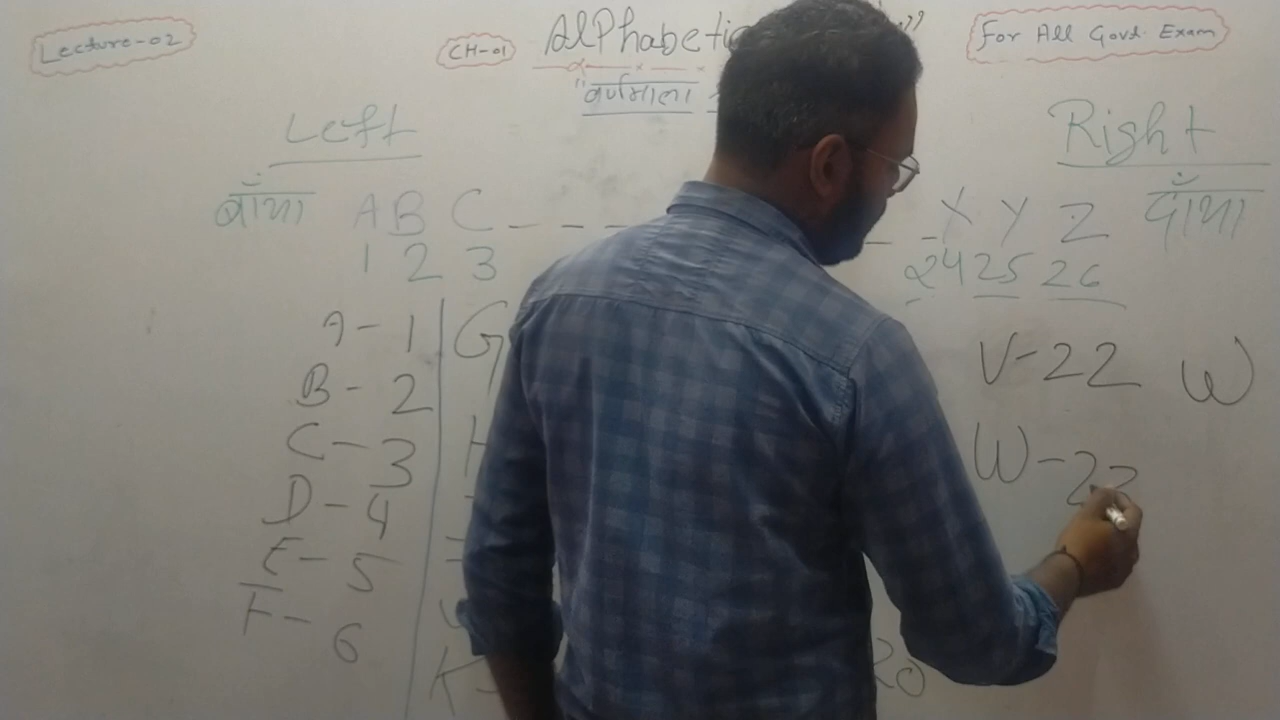 Lecture-02
CH-01
Alphabetic
"वर्णमाला
For All Govt. Exam
Left
Right
बाँया A B C - - - X Y Z दाँया
1 2 3 24 25 26
A - 1
B - 2
C - 3
D - 4
E - 5
F - 6
G
H
K-
20
V - 22 W
W - 23